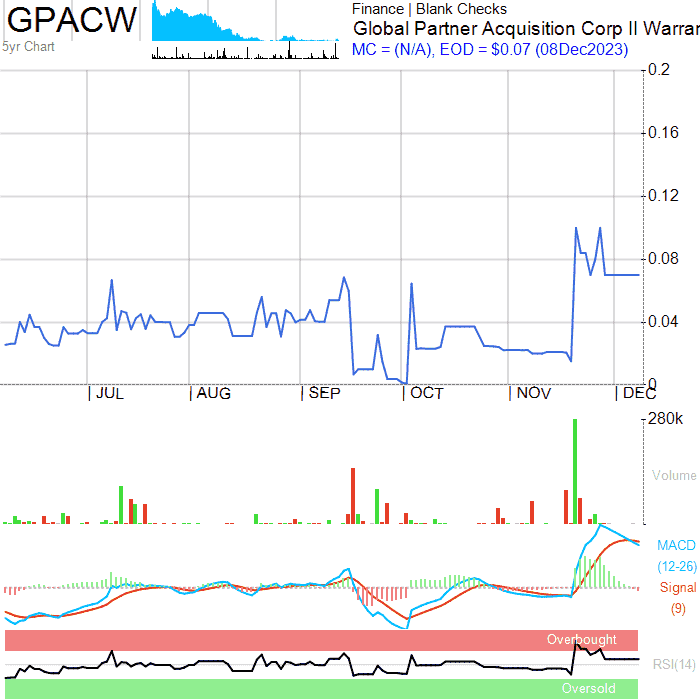 GPACW
5yr Chart
Finance | Blank Checks
Global Partner Acquisition Corp II Warran
MC = (N/A), EOD = $0.07 (08Dec2023)
0.2
0.16
0.12
0.08
0.04
0
JUL AUG SEP OCT NOV DEC
280k
Volume
MACD
(12-26)
Signal
(9)
Overbought
RSI(14)
Oversold